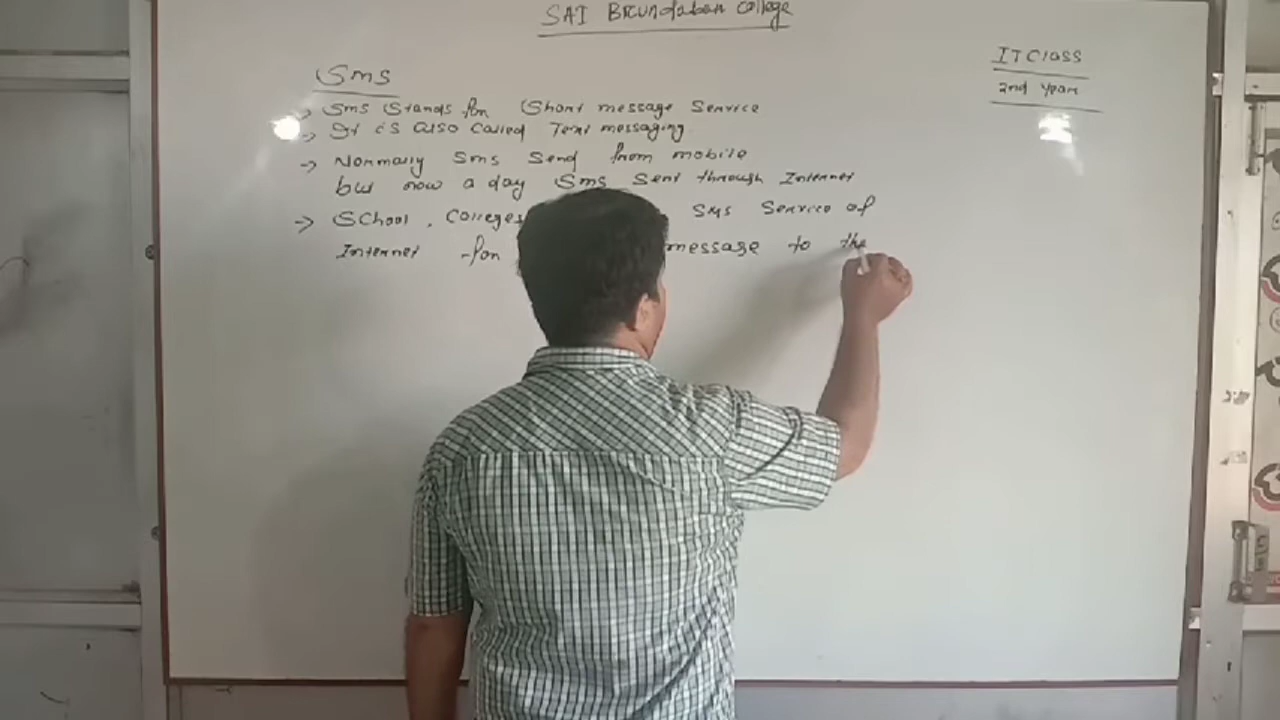 SAI Brundaban College
IT Class
2nd year
Sms
→ Sms Stands for (Short message Service
→ It is also Called Text messaging
→ Normally Sms Send from mobile
but now a day Sms Sent through Internet
→ School, Colleges SMS Service of
Internet for message to the